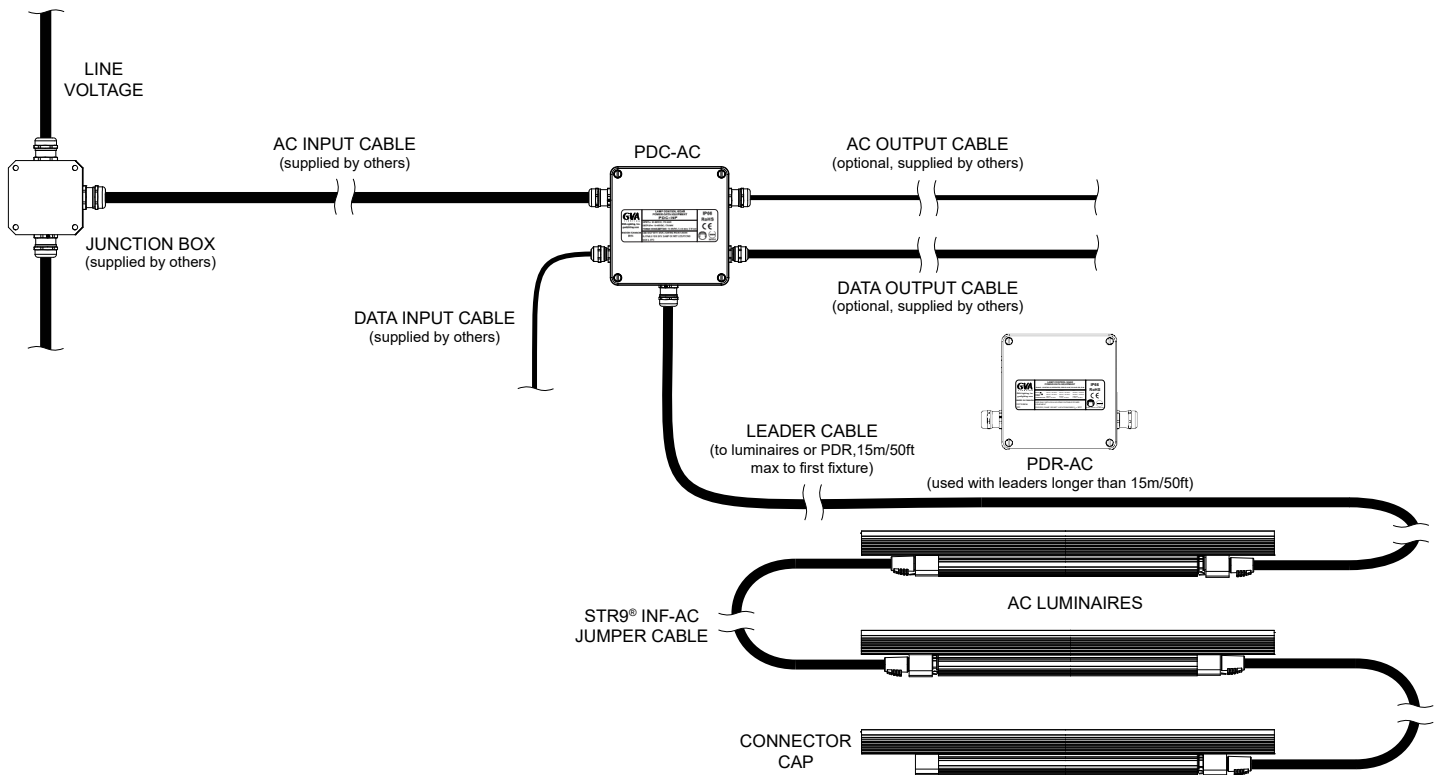 LINE
VOLTAGE
AC INPUT CABLE
(supplied by others)
PDC-AC
AC OUTPUT CABLE
(optional, supplied by others)
GVA
IP66
RoHS
CE
JUNCTION BOX
(supplied by others)
DATA INPUT CABLE
(supplied by others)
DATA OUTPUT CABLE
(optional, supplied by others)
GVA
IP66
RoHS
CE
LEADER CABLE
(to luminaires or PDR,15m/50ft
max to first fixture)
PDR-AC
(used with leaders longer than 15m/50ft)
STR9® INF-AC
JUMPER CABLE
AC LUMINAIRES
CONNECTOR
CAP